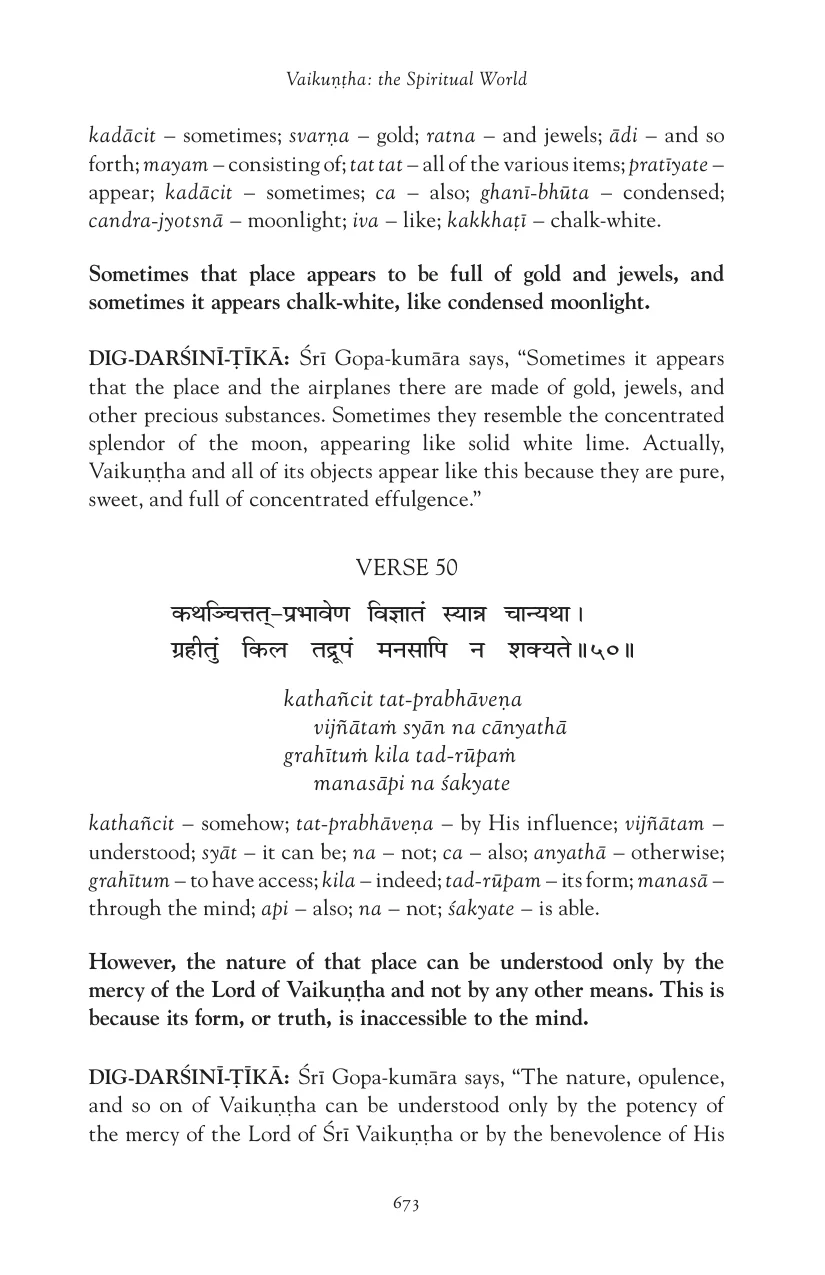 Vaikuṇṭha: the Spiritual World
kadācit – sometimes; svarṇa – gold; ratna – and jewels; ādi – and so
forth; mayam – consisting of; tat tat – all of the various items; pratīyate –
appear; kadācit – sometimes; ca – also; ghanī-bhūta – condensed;
candra-jyotsnā – moonlight; iva – like; kakkhaṭī – chalk-white.
Sometimes that place appears to be full of gold and jewels, and
sometimes it appears chalk-white, like condensed moonlight.
DIG-DARŚINĪ-ṬĪKĀ: Śrī Gopa-kumāra says, “Sometimes it appears
that the place and the airplanes there are made of gold, jewels, and
other precious substances. Sometimes they resemble the concentrated
splendor of the moon, appearing like solid white lime. Actually,
Vaikuṇṭha and all of its objects appear like this because they are pure,
sweet, and full of concentrated effulgence.”
VERSE 50
कथञ्चित्तत्-प्रभावेण विज्ञातं स्यान्न चान्यथा ।
ग्रहीतुं किल तद्रूपं मनसापि न शक्यते ॥५०॥
kathañcit tat-prabhāveṇa
vijñātaṁ syān na cānyathā
grahītuṁ kila tad-rūpaṁ
manasāpi na śakyate
kathañcit – somehow; tat-prabhāveṇa – by His influence; vijñātam –
understood; syāt – it can be; na – not; ca – also; anyathā – otherwise;
grahītum – to have access; kila – indeed; tad-rūpam – its form; manasā –
through the mind; api – also; na – not; śakyate – is able.
However, the nature of that place can be understood only by the
mercy of the Lord of Vaikuṇṭha and not by any other means. This is
because its form, or truth, is inaccessible to the mind.
DIG-DARŚINĪ-ṬĪKĀ: Śrī Gopa-kumāra says, “The nature, opulence,
and so on of Vaikuṇṭha can be understood only by the potency of
the mercy of the Lord of Śrī Vaikuṇṭha or by the benevolence of His
673